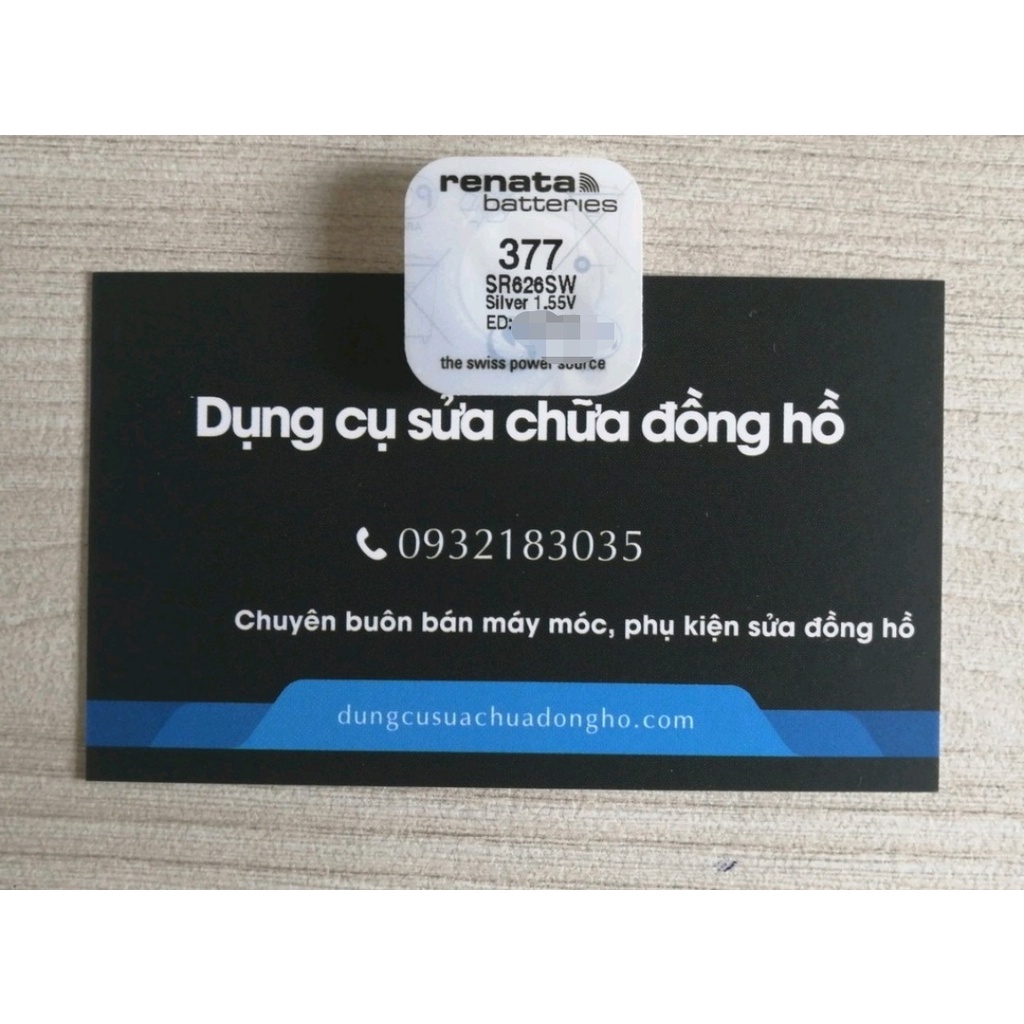 renata
batteries
377
SR626SW
Silver 1.55V
ED:
the swiss power source
Dụng cụ sửa chữa đồng hồ
0932183035
Chuyên buôn bán máy móc, phụ kiện sửa đồng hồ
dungcusuachuadongho.com